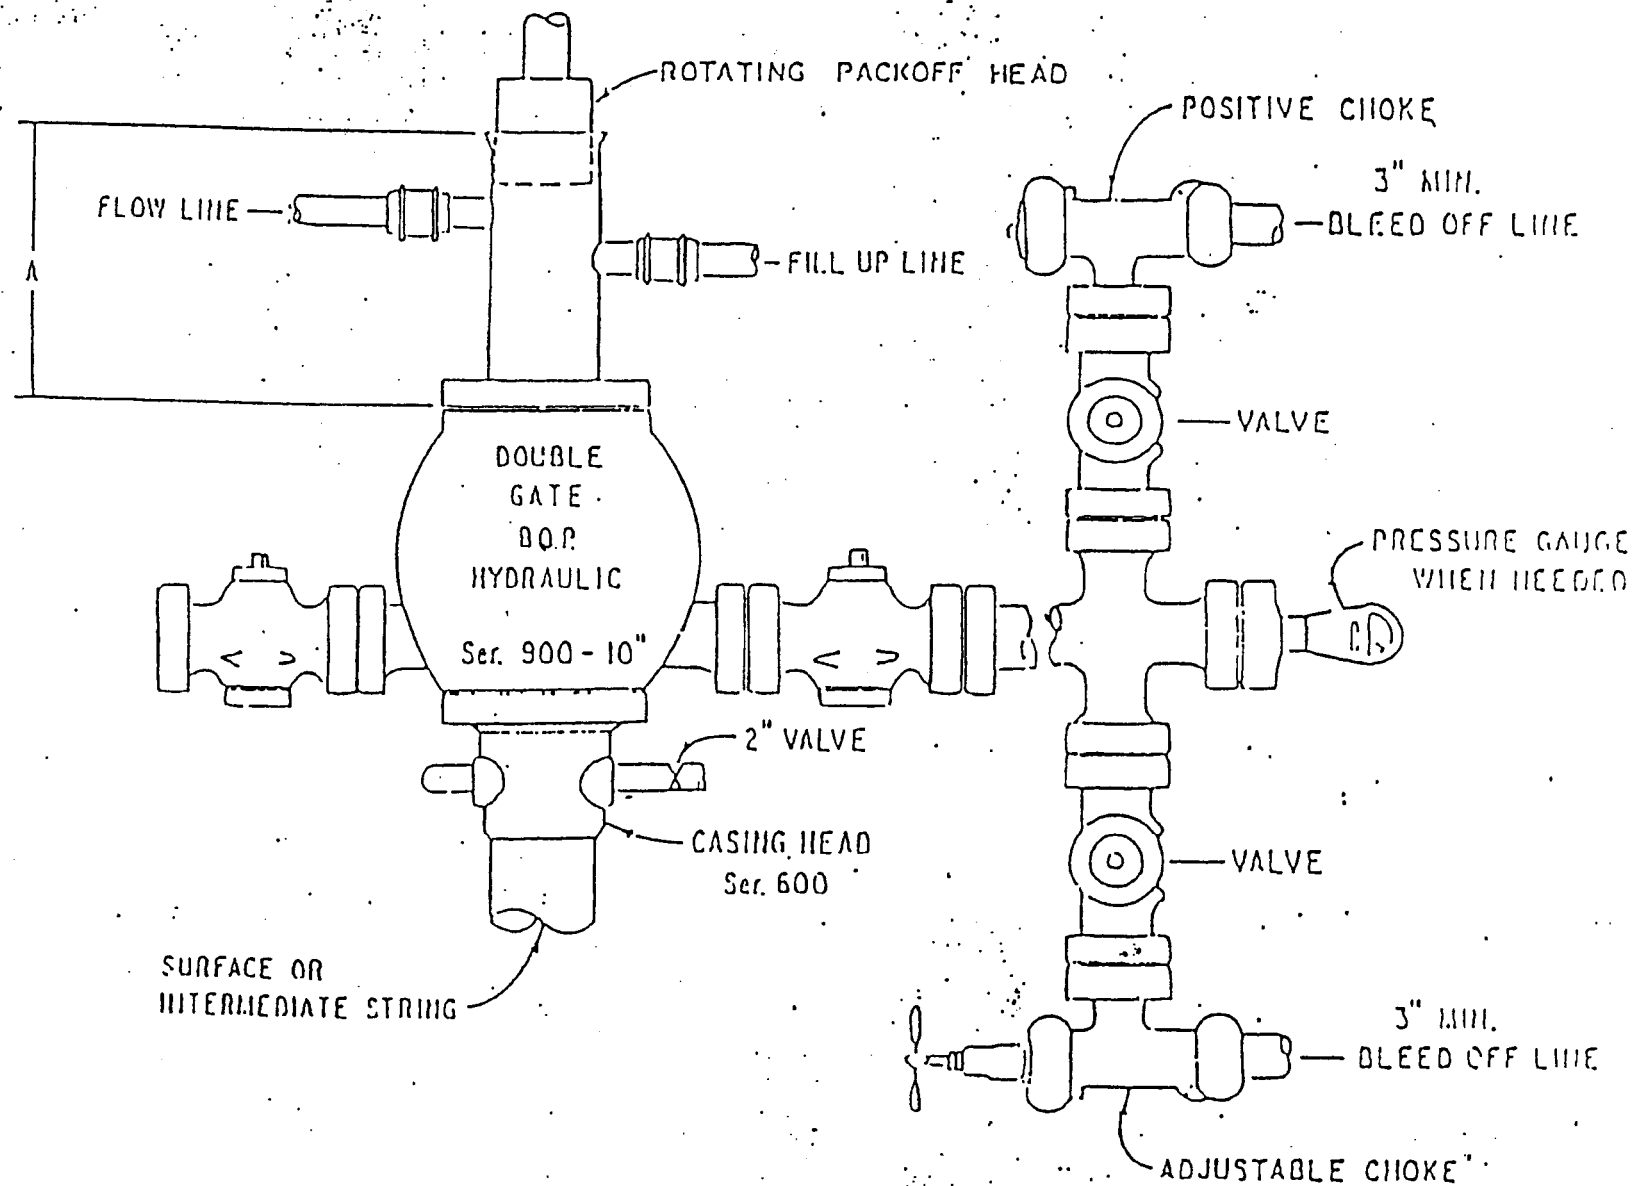 ROTATING PACKOFF HEAD
POSITIVE CHOKE
3" MIN.
BLEED OFF LINE
FLOW LINE
A
FILL UP LINE
VALVE
DOUBLE
GATE
B.O.P.
HYDRAULIC
Ser. 900 - 10"
PRESSURE GAUGE
WHEN NEEDED
2" VALVE
CASING HEAD
Ser. 600
VALVE
SURFACE OR
INTERMEDIATE STRING
3" MIN.
BLEED OFF LINE
ADJUSTABLE CHOKE